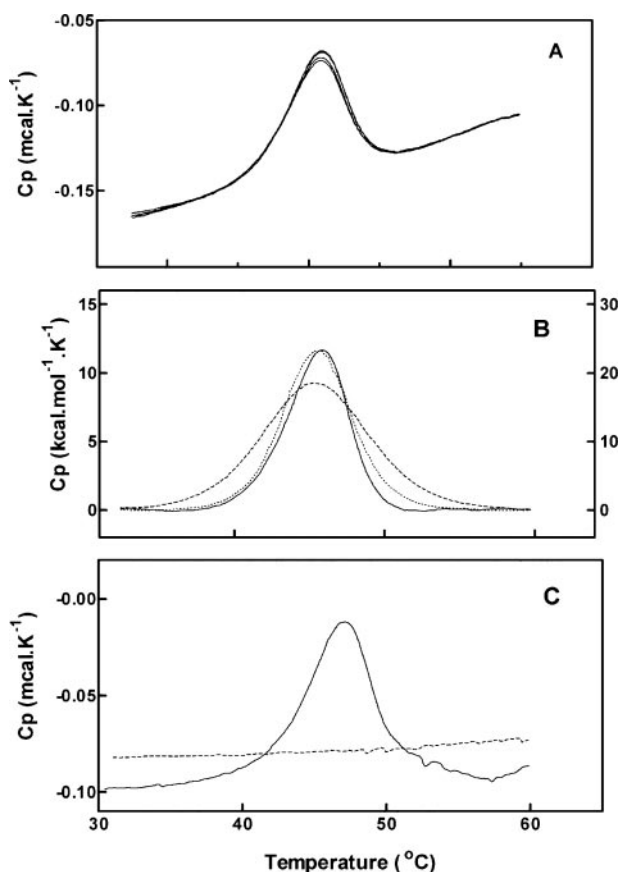 -0.05
A
Cp (mcal.K⁻¹)
-0.10
-0.15
15
30
B
Cp (kcal.mol⁻¹.K⁻¹)
10
20
5
10
0
0
-0.00
C
Cp (mcal.K⁻¹)
-0.05
-0.10
30
40
50
60
Temperature (°C)